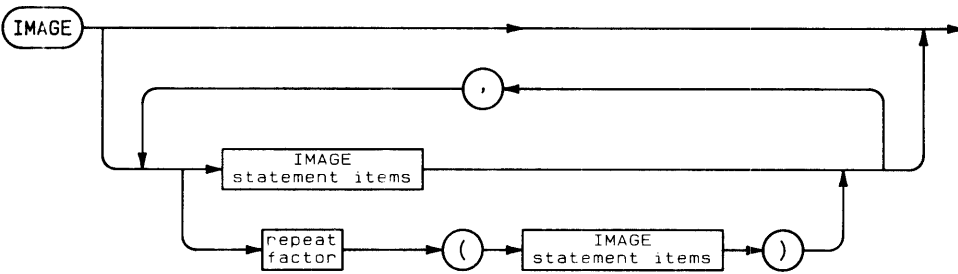 IMAGE
,
IMAGE
statement items
repeat
factor
(
IMAGE
statement items
)